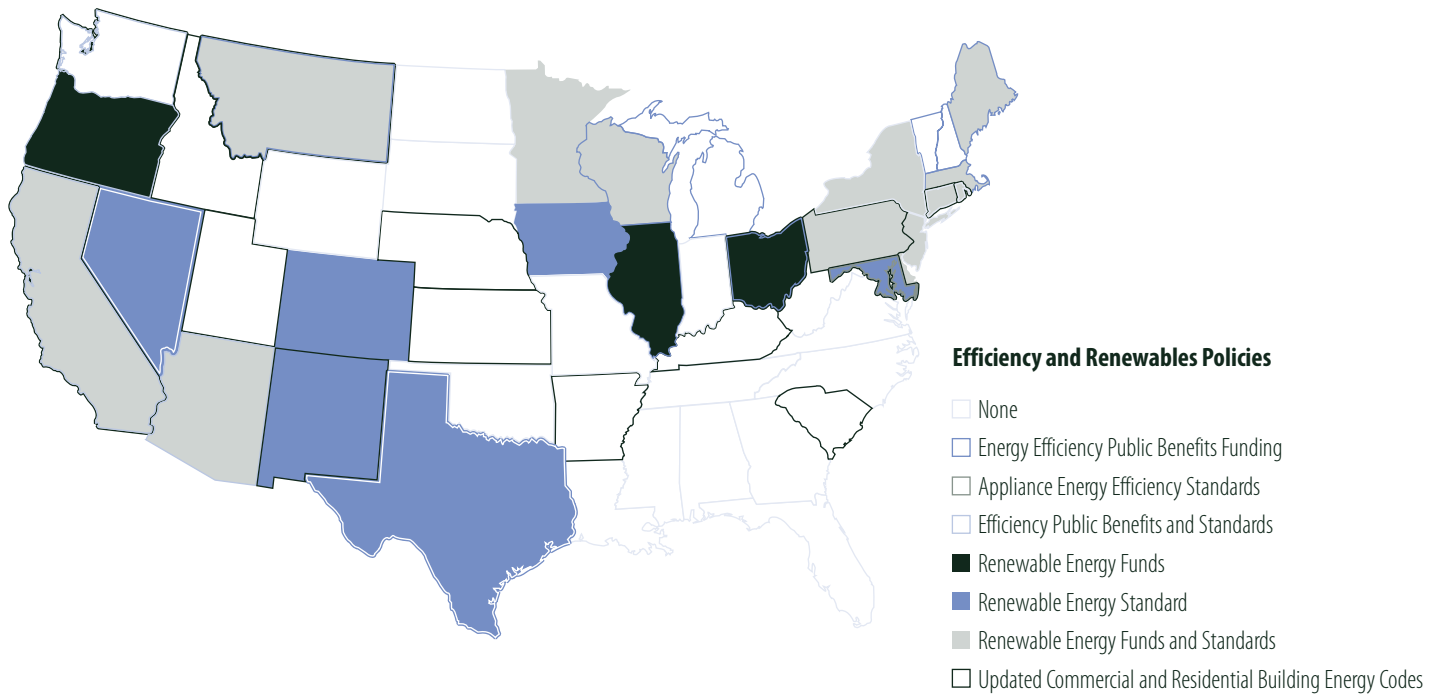 Efficiency and Renewables Policies
None
Energy Efficiency Public Benefits Funding
Appliance Energy Efficiency Standards
Efficiency Public Benefits and Standards
Renewable Energy Funds
Renewable Energy Standard
Renewable Energy Funds and Standards
Updated Commercial and Residential Building Energy Codes